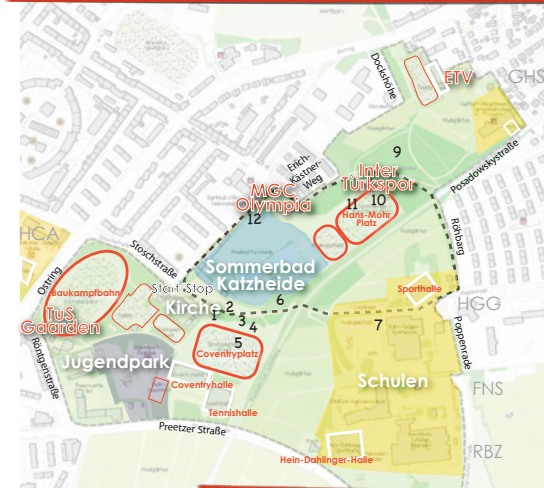 ETV
GHS
Dockshöhe
Posadowskystraße
Erich-
Kästner-
Weg
9
Inter
Türkspor
MGC
Olympia
12
11
10
Hans-Mohr
Platz
Röhbarg
HCA
Stoschstraße
Sommerbad
Katzheide
Ostring
Start Stop
Baukampfbahn
Kirche
TuS
Gaarden
1
2
3
4
5
6
7
Sporthalle
HGG
Poppenrade
Coventryplatz
Röntgenstraße
Jugendpark
Coventryhalle
Tennishalle
Schulen
FNS
Preetzer Straße
Hein-Dahlinger-Halle
RBZ